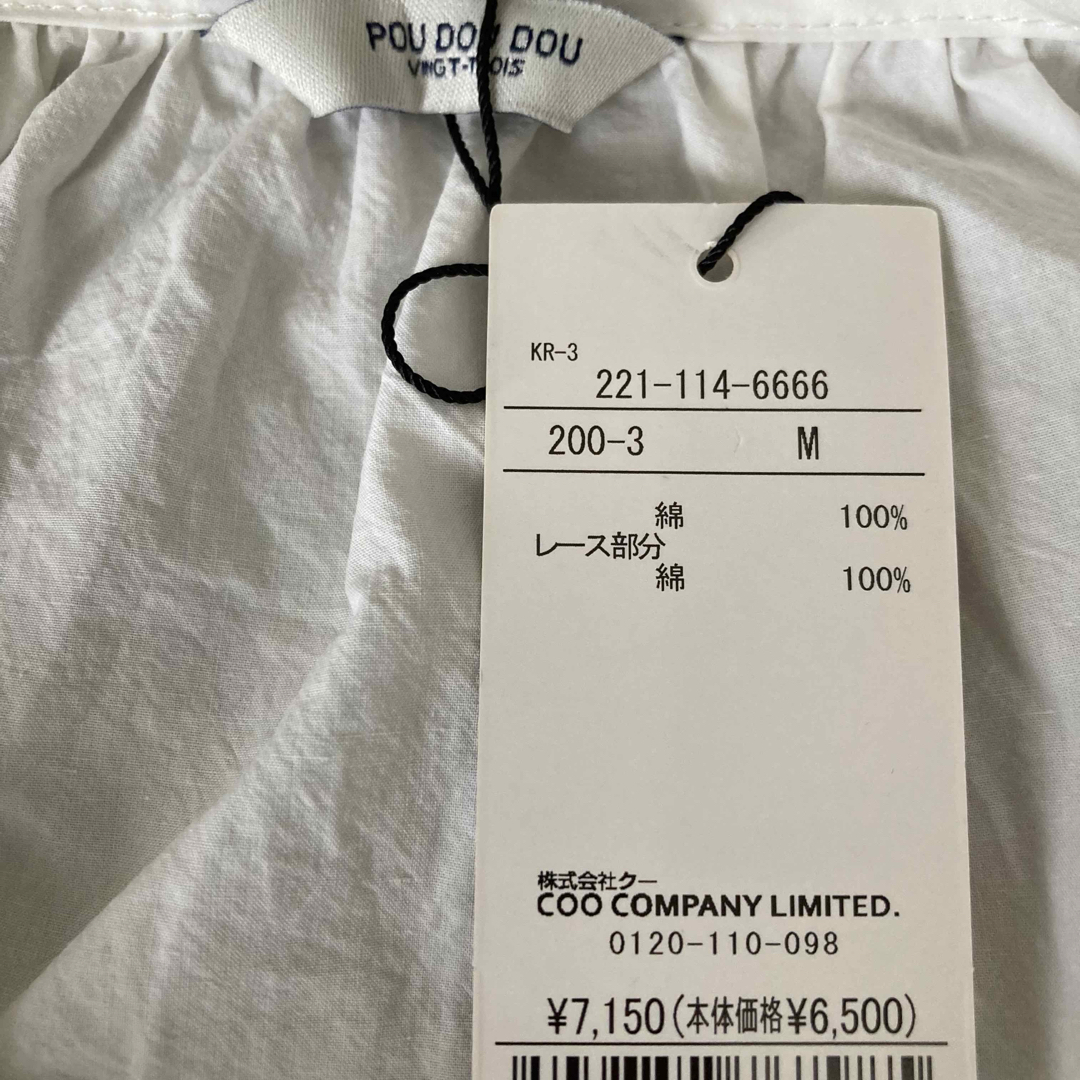 POU DOU DOU
VINGT-TROIS
KR-3
221-114-6666
200-3 M
綿 100%
レース部分
綿 100%
株式会社クー
COO COMPANY LIMITED.
0120-110-098
¥7,150(本体価格¥6,500)